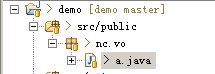 > demo [demo master]
> src/public
> nc.vo
> a.java